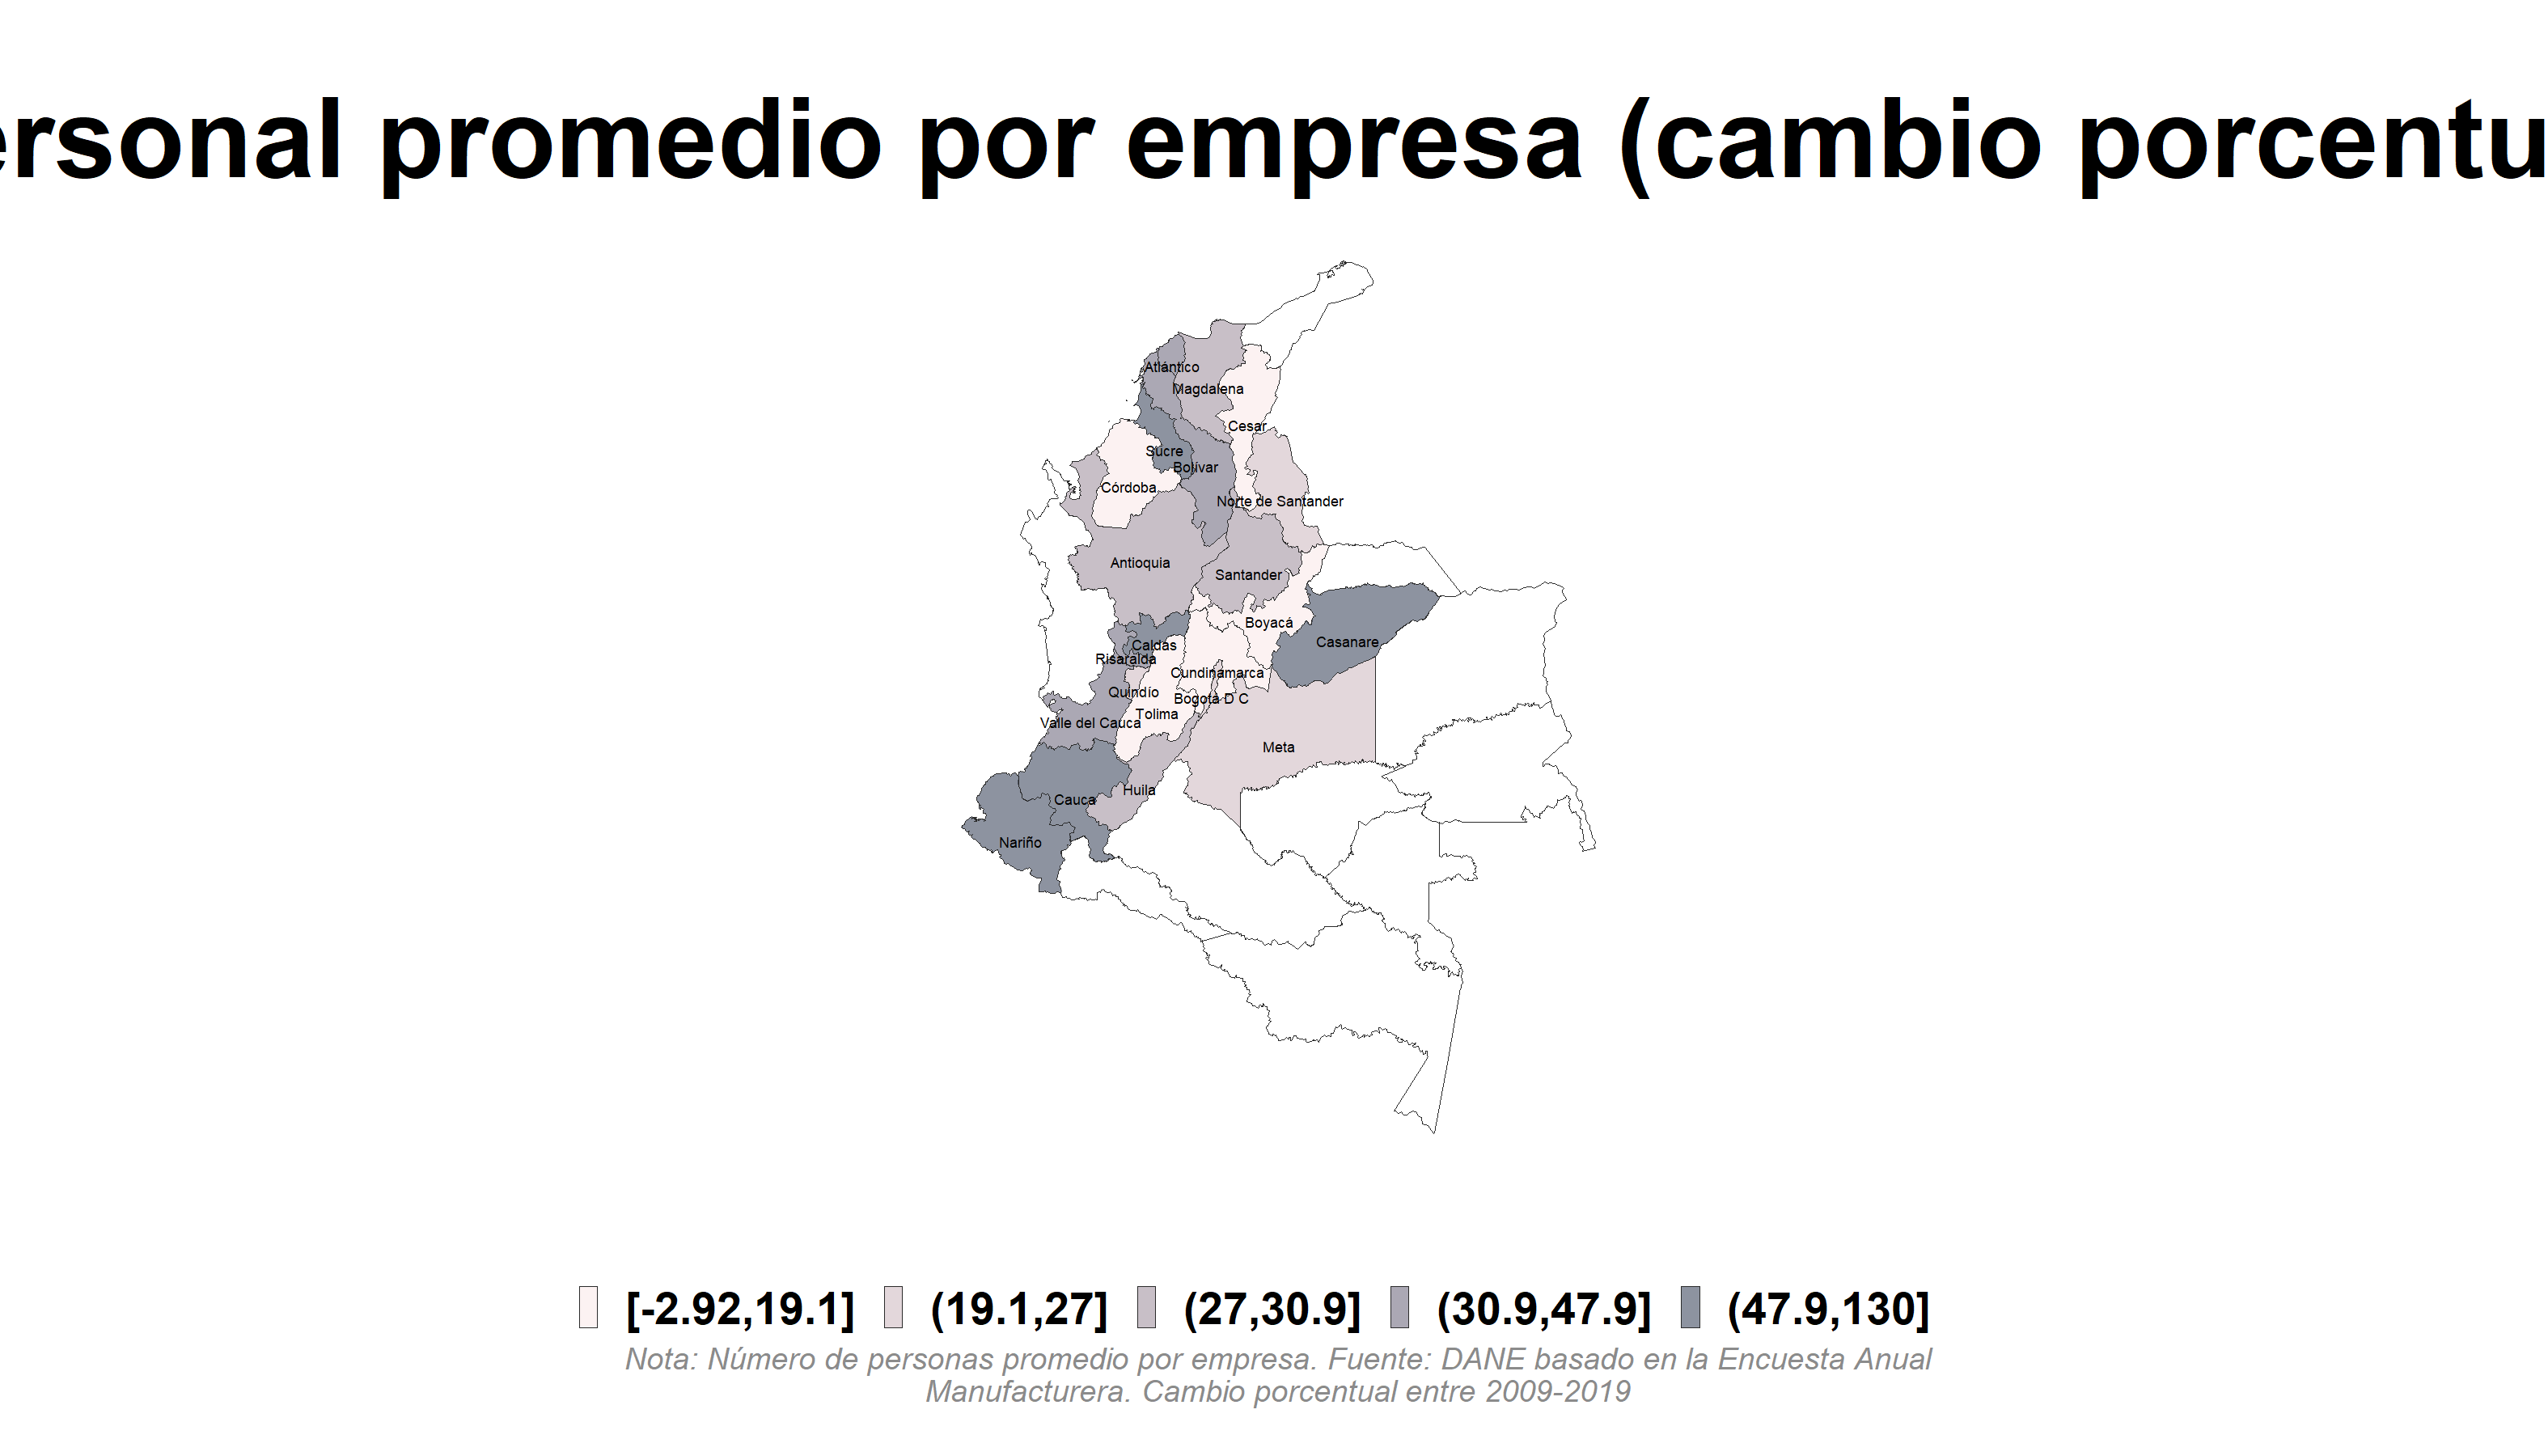 ersonal promedio por empresa (cambio porcentu
Atlántico
Magdalena
Cesar
Sucre
Bolívar
Córdoba
Norte de Santander
Antioquia
Santander
Boyacá
Casanare
Caldas
Risaralda
Cundinamarca
Quindío
Bogotá D C
Tolima
Valle del Cauca
Meta
Huila
Cauca
Nariño
[-2.92,19.1] (19.1,27] (27,30.9] (30.9,47.9] (47.9,130]
Nota: Número de personas promedio por empresa. Fuente: DANE basado en la Encuesta Anual
Manufacturera. Cambio porcentual entre 2009-2019